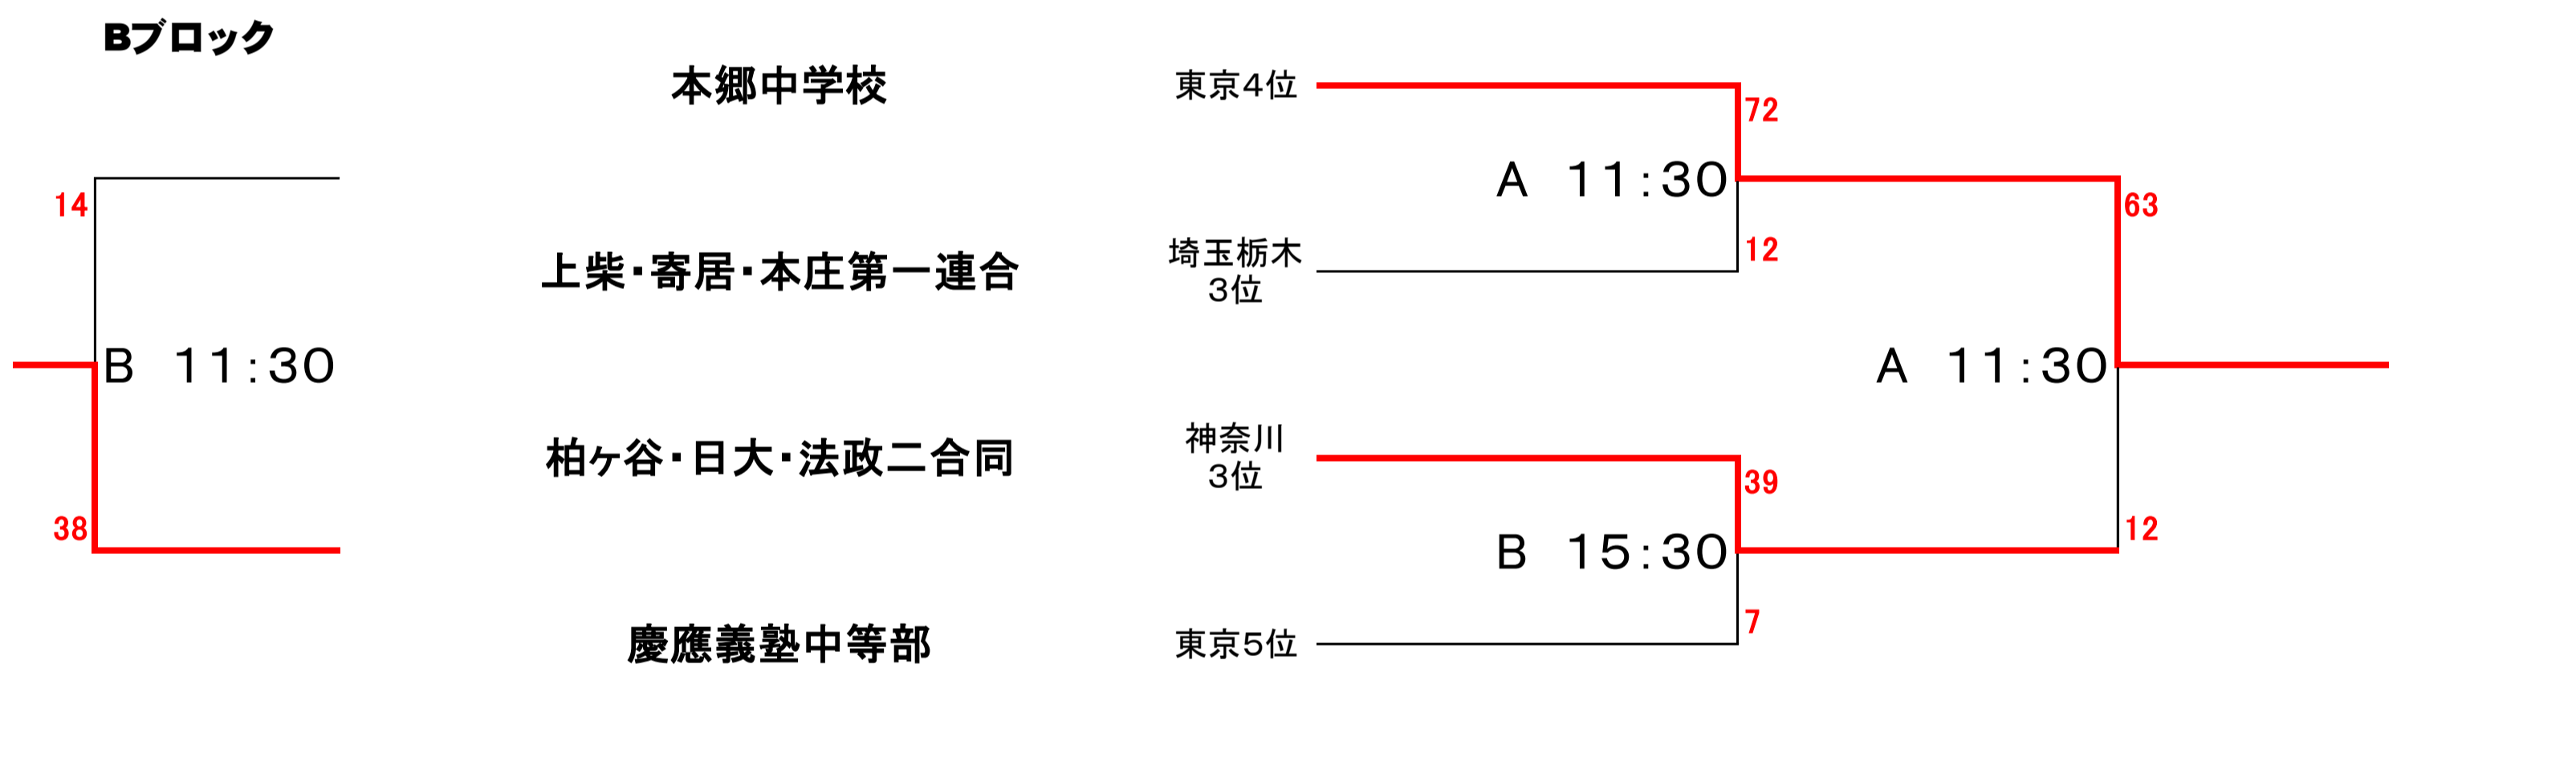 Bブロック
本郷中学校
東京4位
72
A 11:30
14
63
上柴・寄居・本庄第一連合
埼玉栃木
3位
12
B 11:30
A 11:30
柏ヶ谷・日大・法政二合同
神奈川
3位
39
38
B 15:30
12
慶應義塾中等部
東京5位
7